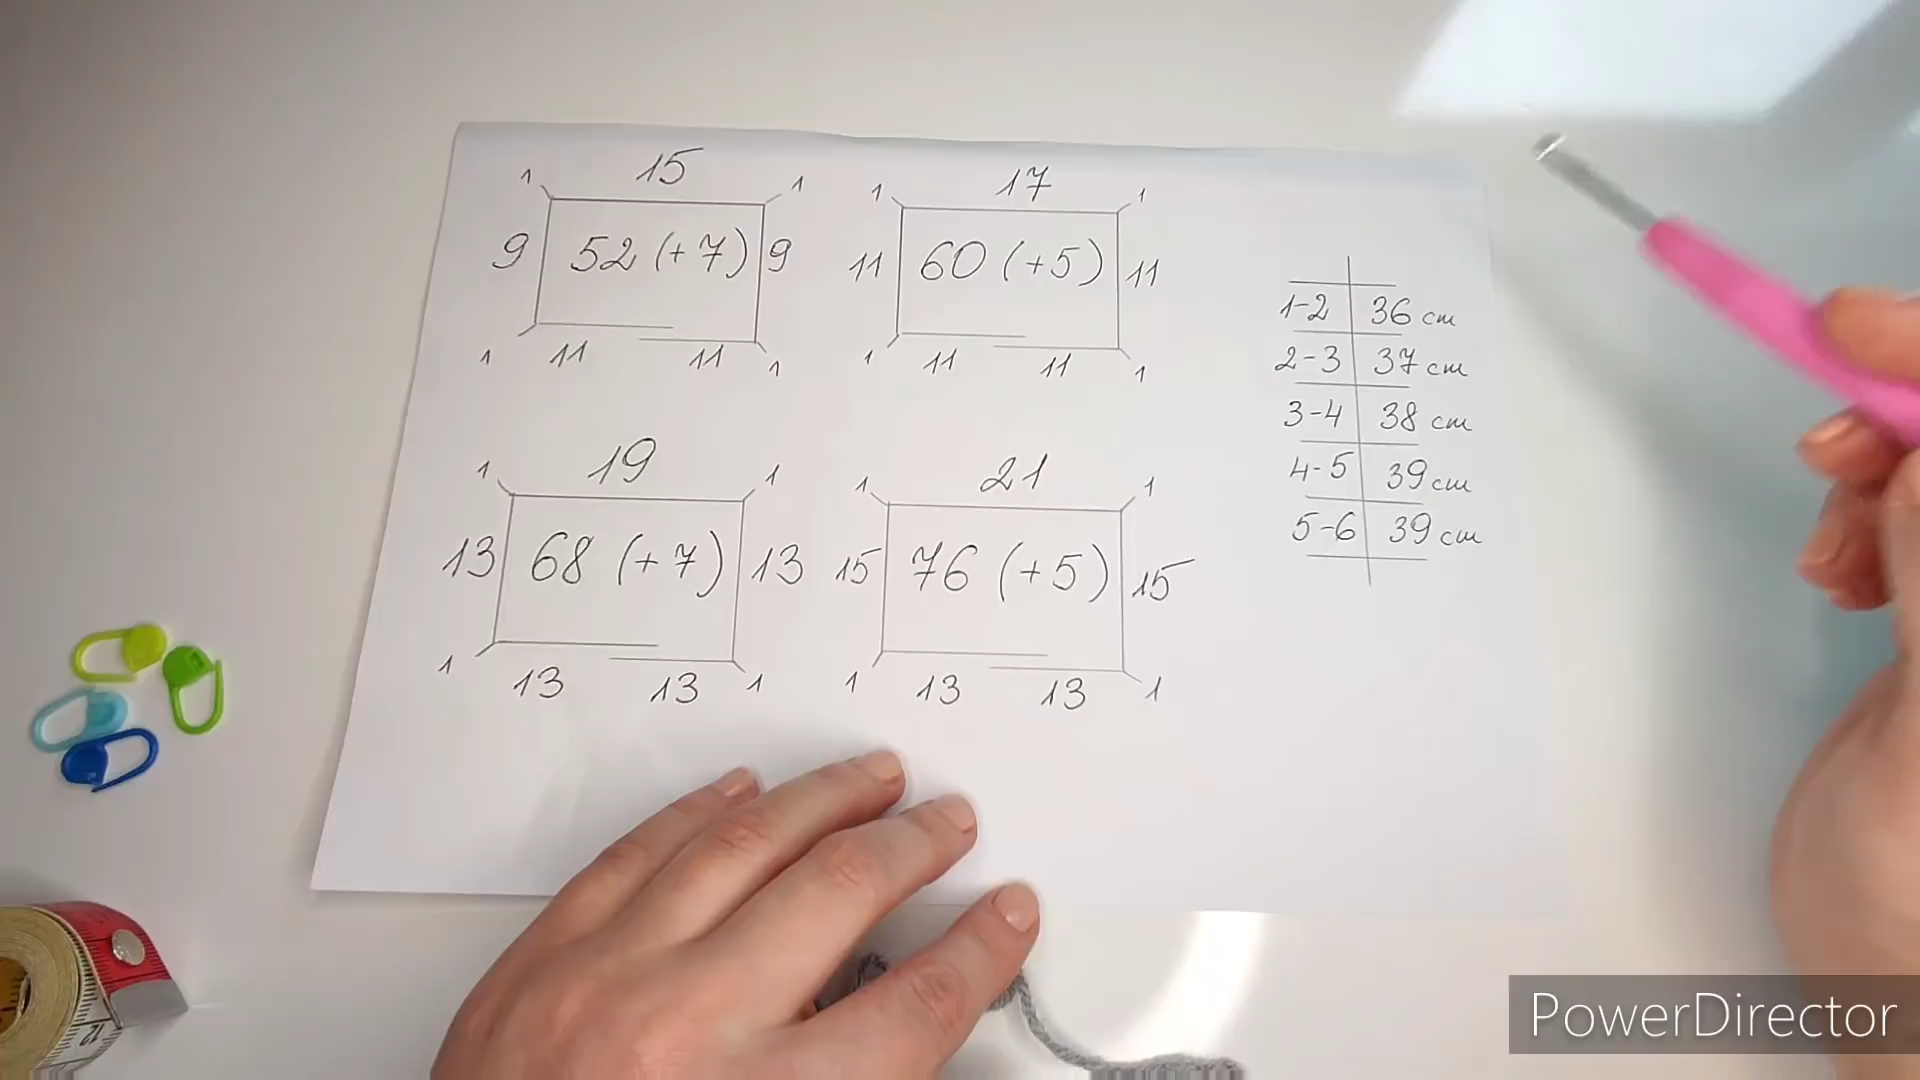 1 15 1
9 52 (+7) 9
1 11 11 1
1 17 1
11 60 (+5) 11
1 11 11 1
1 19 1
13 68 (+7) 13
1 13 13 1
1 21 1
15 76 (+5) 15
1 13 13 1
1-2 36 cm
2-3 37 cm
3-4 38 cm
4-5 39 cm
5-6 39 cm
12
PowerDirector